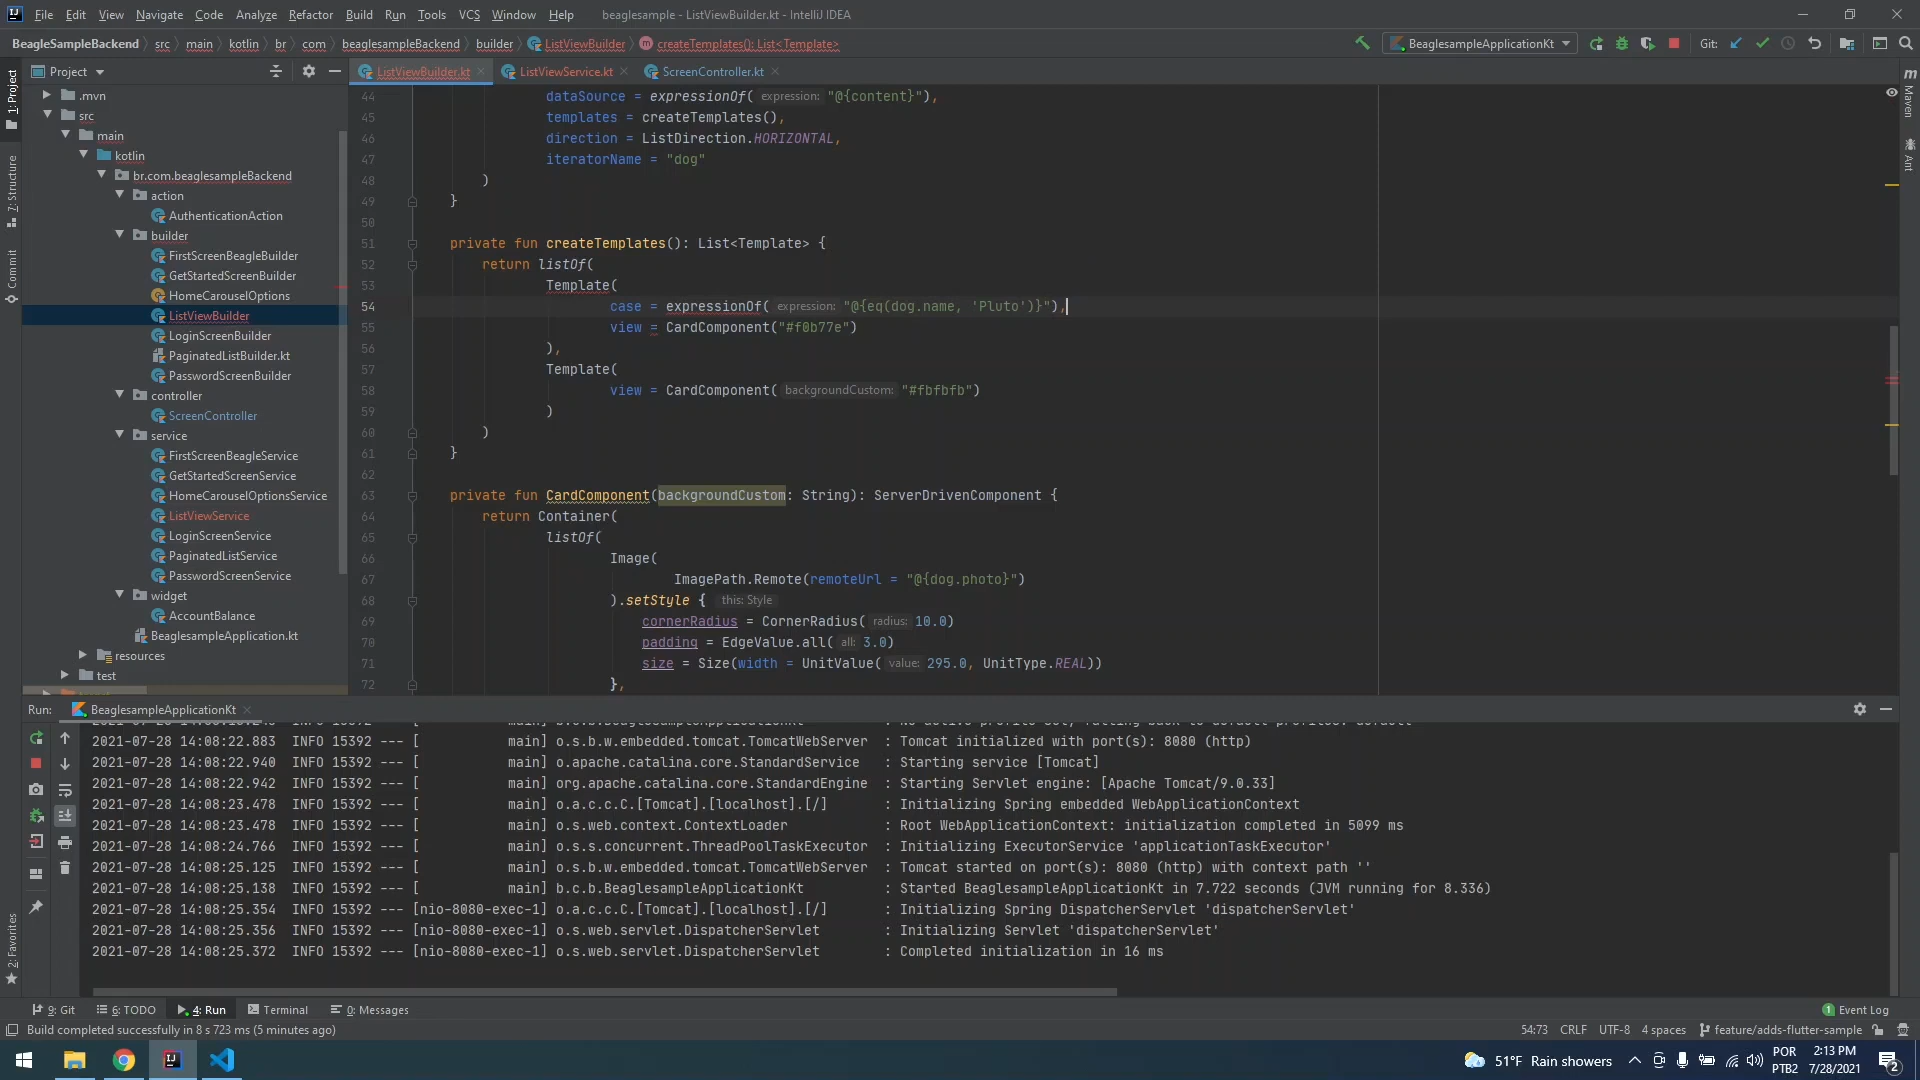 File Edit View Navigate Code Analyze Refactor Build Run Tools VCS Window Help beaglesample - ListViewBuilder.kt - IntelliJ IDEA
BeagleSampleBackend src main kotlin br com beaglesampleBackend builder ListViewBuilder createTemplates(): List<Template> BeaglesampleApplicationKt Git:
Project
ListViewBuilder.kt ListViewService.kt ScreenController.kt
1: Project
7: Structure
Commit
2: Favorites
Maven
Ant
.mvn
src
main
kotlin
br.com.beaglesampleBackend
action
AuthenticationAction
builder
FirstScreenBeagleBuilder
GetStartedScreenBuilder
HomeCarouselOptions
ListViewBuilder
LoginScreenBuilder
PaginatedListBuilder.kt
PasswordScreenBuilder
controller
ScreenController
service
FirstScreenBeagleService
GetStartedScreenService
HomeCarouselOptionsService
ListViewService
LoginScreenService
PaginatedListService
PasswordScreenService
widget
AccountBalance
BeaglesampleApplication.kt
resources
test
44 dataSource = expressionOf( expression: "@{content}"),
45 templates = createTemplates(),
46 direction = ListDirection.HORIZONTAL,
47 iteratorName = "dog"
48 )
49 }
50
51 private fun createTemplates(): List<Template> {
52 return listOf(
53 Template(
54 case = expressionOf( expression: "@{eq(dog.name, 'Pluto')}"),
55 view = CardComponent("#f0b77e")
56 ),
57 Template(
58 view = CardComponent( backgroundCustom: "#fbfbfb")
59 )
60 )
61 }
62
63 private fun CardComponent(backgroundCustom: String): ServerDrivenComponent {
64 return Container(
65 listOf(
66 Image(
67 ImagePath.Remote(remoteUrl = "@{dog.photo}")
68 ).setStyle { this: Style
69 cornerRadius = CornerRadius( radius: 10.0)
70 padding = EdgeValue.all( all: 3.0)
71 size = Size(width = UnitValue( value: 295.0, UnitType.REAL))
72 },
Run: BeaglesampleApplicationKt
2021-07-28 14:08:22.883 INFO 15392 --- [ main] o.s.b.w.embedded.tomcat.TomcatWebServer : Tomcat initialized with port(s): 8080 (http)
2021-07-28 14:08:22.940 INFO 15392 --- [ main] o.apache.catalina.core.StandardService : Starting service [Tomcat]
2021-07-28 14:08:22.942 INFO 15392 --- [ main] org.apache.catalina.core.StandardEngine : Starting Servlet engine: [Apache Tomcat/9.0.33]
2021-07-28 14:08:23.478 INFO 15392 --- [ main] o.a.c.c.C.[Tomcat].[localhost].[/] : Initializing Spring embedded WebApplicationContext
2021-07-28 14:08:23.478 INFO 15392 --- [ main] o.s.web.context.ContextLoader : Root WebApplicationContext: initialization completed in 5099 ms
2021-07-28 14:08:24.766 INFO 15392 --- [ main] o.s.s.concurrent.ThreadPoolTaskExecutor : Initializing ExecutorService 'applicationTaskExecutor'
2021-07-28 14:08:25.125 INFO 15392 --- [ main] o.s.b.w.embedded.tomcat.TomcatWebServer : Tomcat started on port(s): 8080 (http) with context path ''
2021-07-28 14:08:25.138 INFO 15392 --- [ main] b.c.b.BeaglesampleApplicationKt : Started BeaglesampleApplicationKt in 7.722 seconds (JVM running for 8.336)
2021-07-28 14:08:25.354 INFO 15392 --- [nio-8080-exec-1] o.a.c.c.C.[Tomcat].[localhost].[/] : Initializing Spring DispatcherServlet 'dispatcherServlet'
2021-07-28 14:08:25.356 INFO 15392 --- [nio-8080-exec-1] o.s.web.servlet.DispatcherServlet : Initializing Servlet 'dispatcherServlet'
2021-07-28 14:08:25.372 INFO 15392 --- [nio-8080-exec-1] o.s.web.servlet.DispatcherServlet : Completed initialization in 16 ms
9: Git 6: TODO 4: Run Terminal 0: Messages 1 Event Log
Build completed successfully in 8 s 723 ms (5 minutes ago) 54:73 CRLF UTF-8 4 spaces feature/adds-flutter-sample
51°F Rain showers POR PTB2 2:13 PM 7/28/2021 2